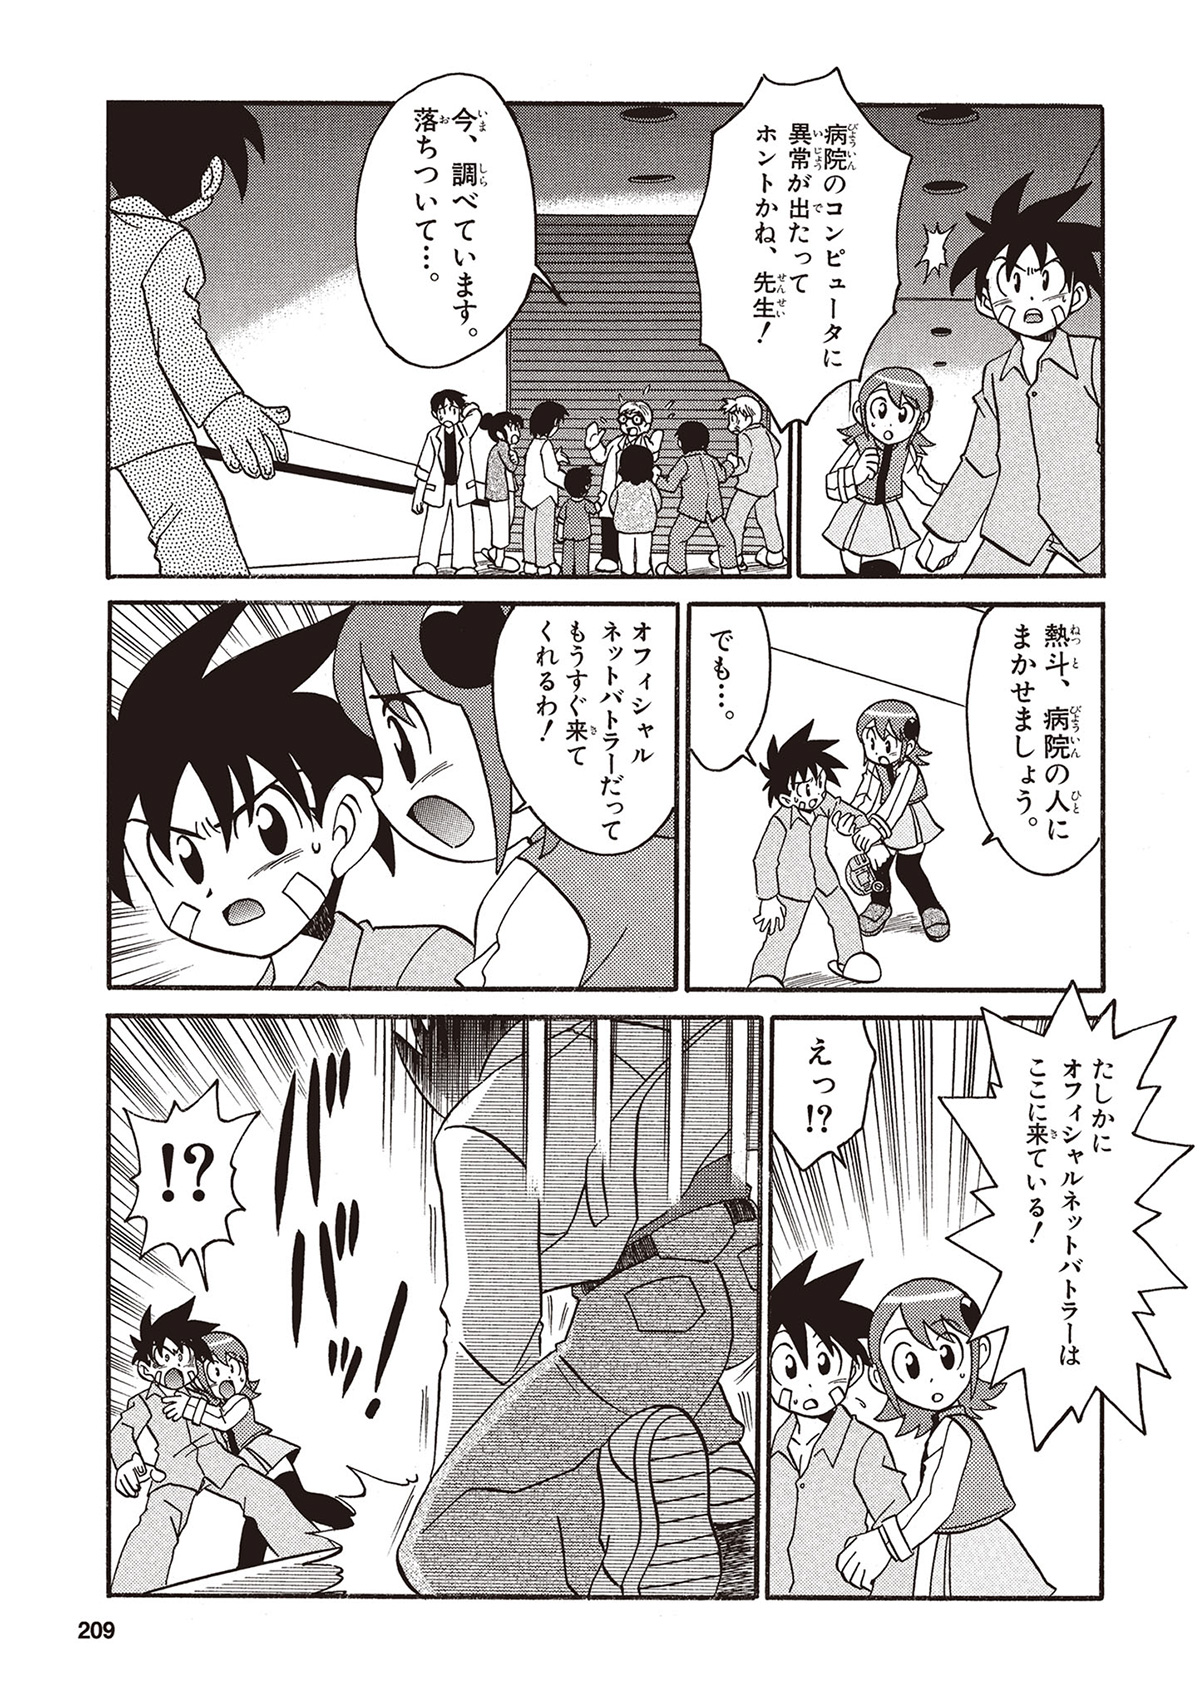 病院のコンピュータに
異常が出たって
ホントかね、先生！
今、調べています。
落ちついて…。
熱斗、病院の人に
まかせましょう。
でも…。
オフィシャル
ネットバトラーだって
もうすぐ来て
くれるわ！
たしかに
オフィシャルネットバトラーは
ここに来ている！
えっ!?
!?
209